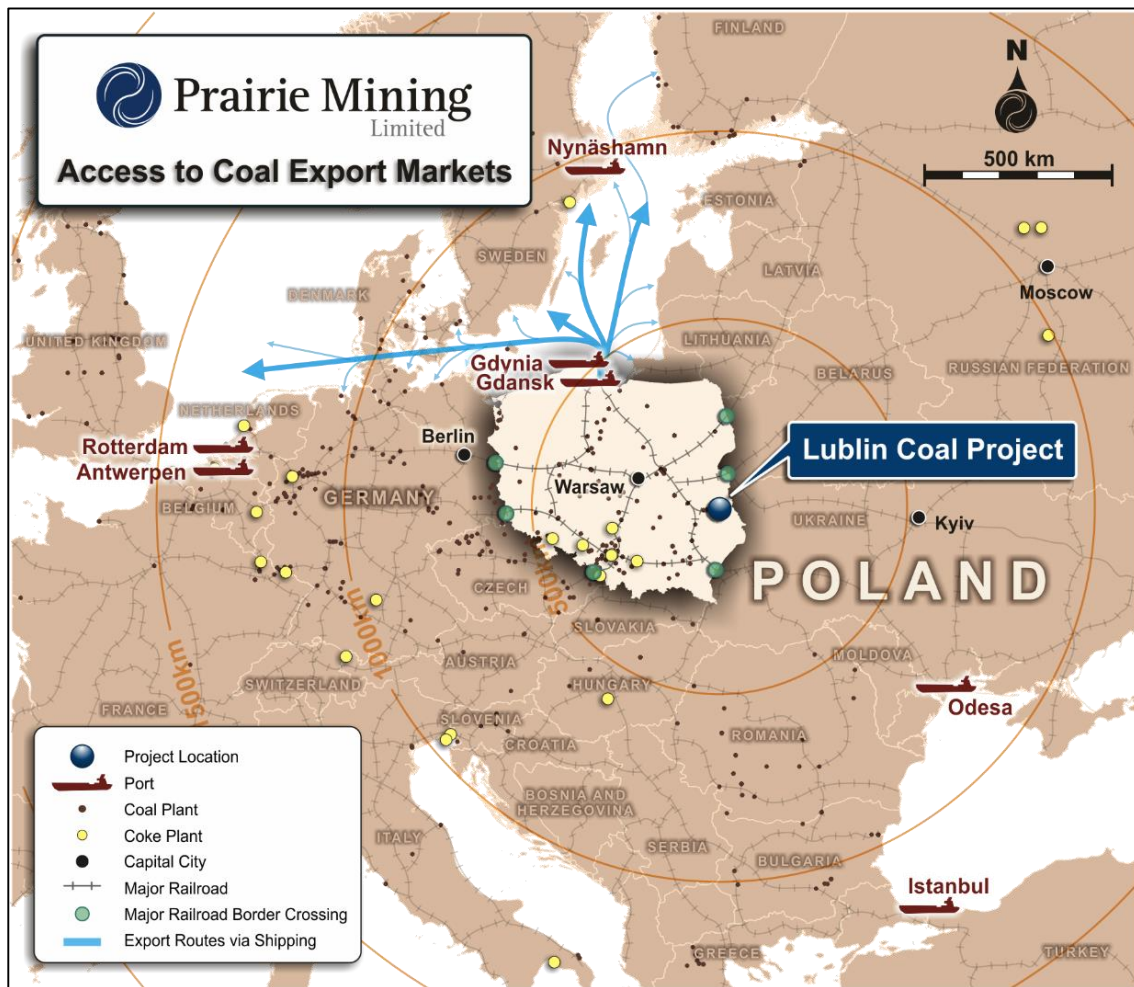 Prairie Mining
Limited
Access to Coal Export Markets
FINLAND
N
500 km
Nynäshamn
ESTONIA
SWEDEN
LATVIA
Moscow
DENMARK
UNITED KINGDOM
LITHUANIA
Gdynia
Gdansk
BELARUS
RUSSIAN FEDERATION
NETHERLANDS
Rotterdam
Antwerpen
Berlin
Lublin Coal Project
Warsaw
GERMANY
BELGIUM
UKRAINE
Kyiv
POLAND
CZECH
500km
1000km
1500km
SLOVAKIA
AUSTRIA
MOLDOVA
SWITZERLAND
HUNGARY
FRANCE
Odesa
SLOVENIA
CROATIA
ROMANIA
BOSNIA AND
HERZEGOVINA
ITALY
SERBIA
BULGARIA
Istanbul
GREECE
TURKEY
Project Location
Port
Coal Plant
Coke Plant
Capital City
Major Railroad
Major Railroad Border Crossing
Export Routes via Shipping